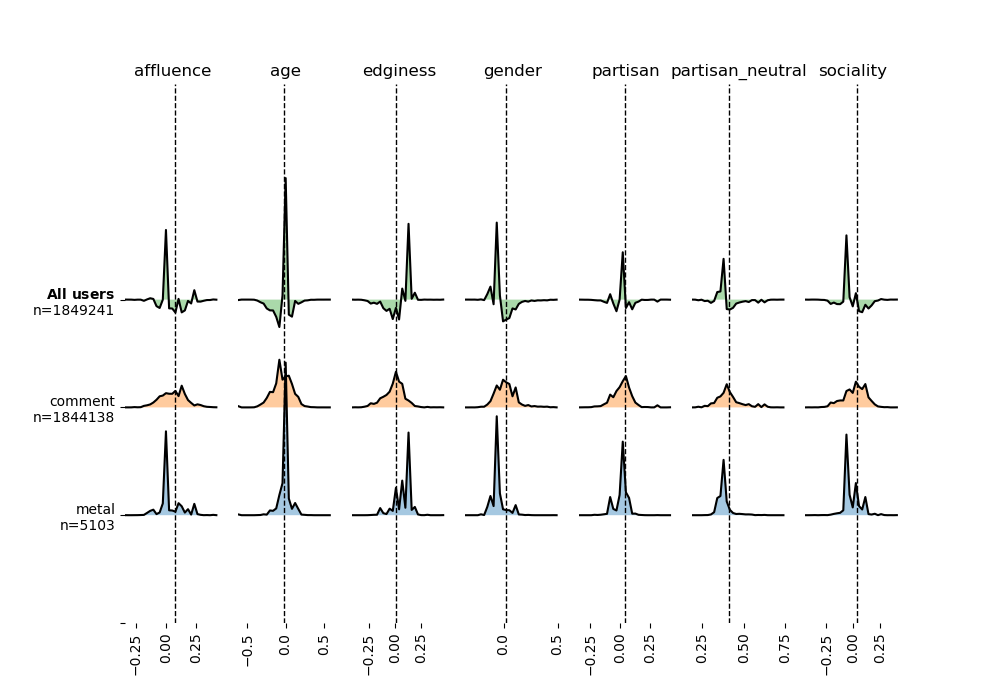 affluence age edginess gender partisan partisan_neutral sociality
All users
n=1849241
comment
n=1844138
metal
n=5103
−0.25 0.00 0.25 −0.5 0.0 0.5 −0.25 0.00 0.25 0.0 0.5 −0.25 0.00 0.25 0.25 0.50 0.75 −0.25 0.00 0.25